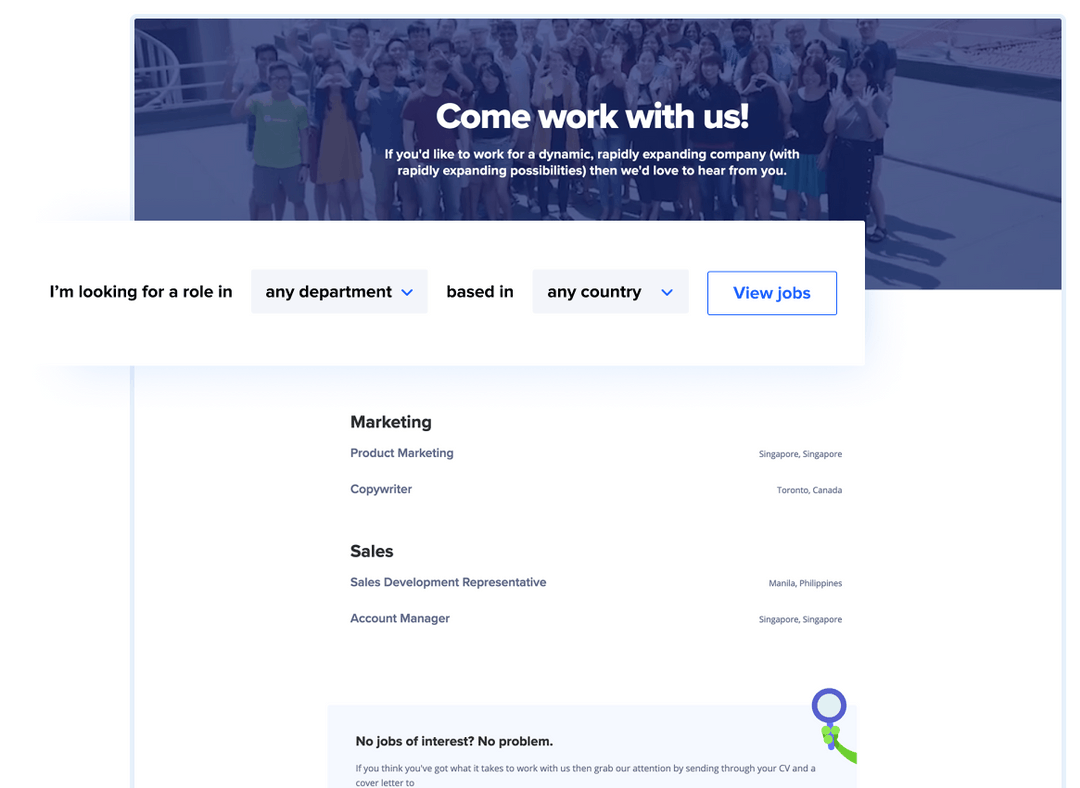 Come work with us!
If you'd like to work for a dynamic, rapidly expanding company (with
rapidly expanding possibilities) then we'd love to hear from you.
I'm looking for a role in any department based in any country View jobs
Marketing
Product Marketing Singapore, Singapore
Copywriter Toronto, Canada
Sales
Sales Development Representative Manila, Philippines
Account Manager Singapore, Singapore
No jobs of interest? No problem.
If you think you've got what it takes to work with us then grab our attention by sending through your CV and a
cover letter to